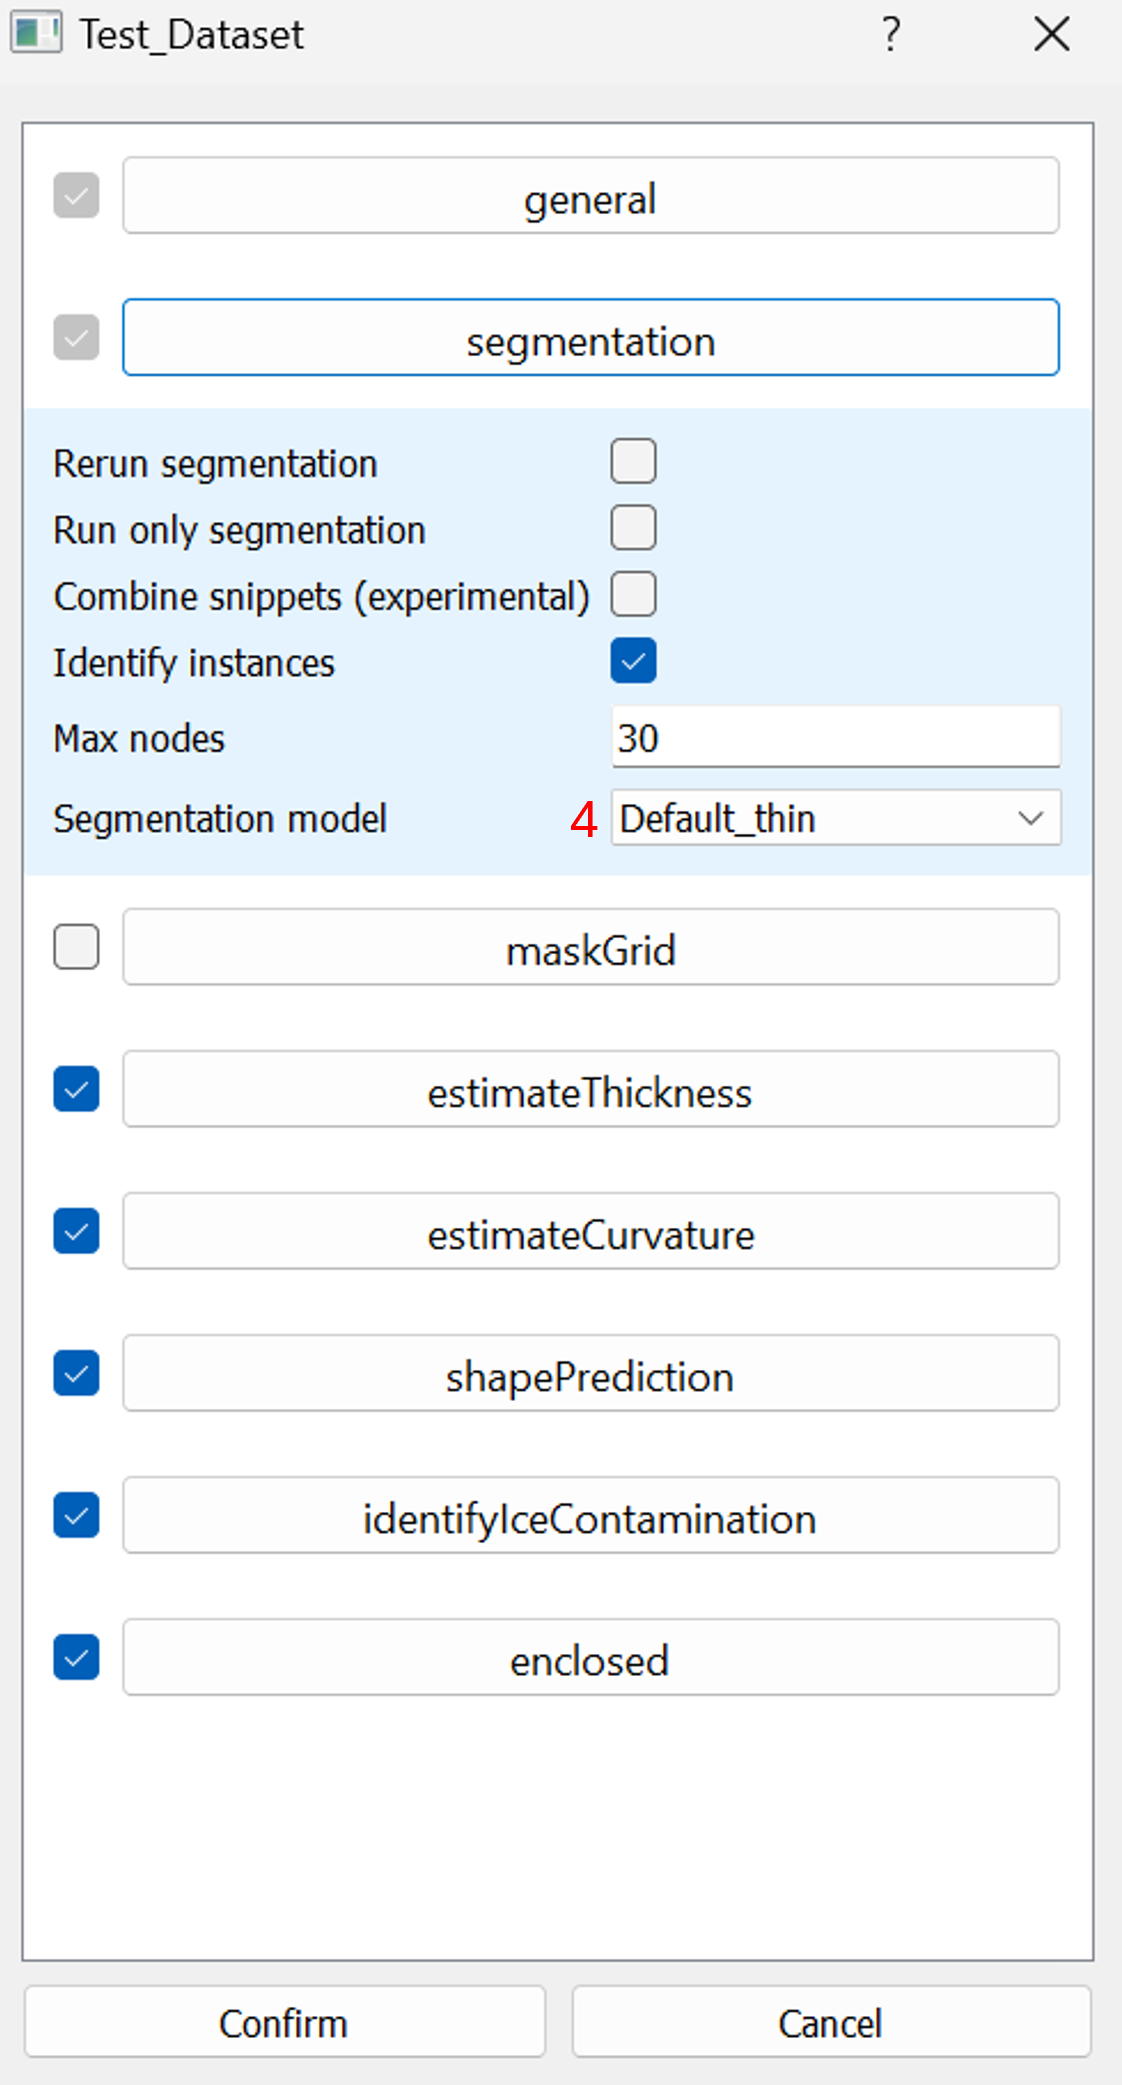 Test_Dataset ?
general
segmentation
Rerun segmentation
Run only segmentation
Combine snippets (experimental)
Identify instances
Max nodes 30
Segmentation model 4 Default_thin
maskGrid
estimateThickness
estimateCurvature
shapePrediction
identifyIceContamination
enclosed
Confirm Cancel